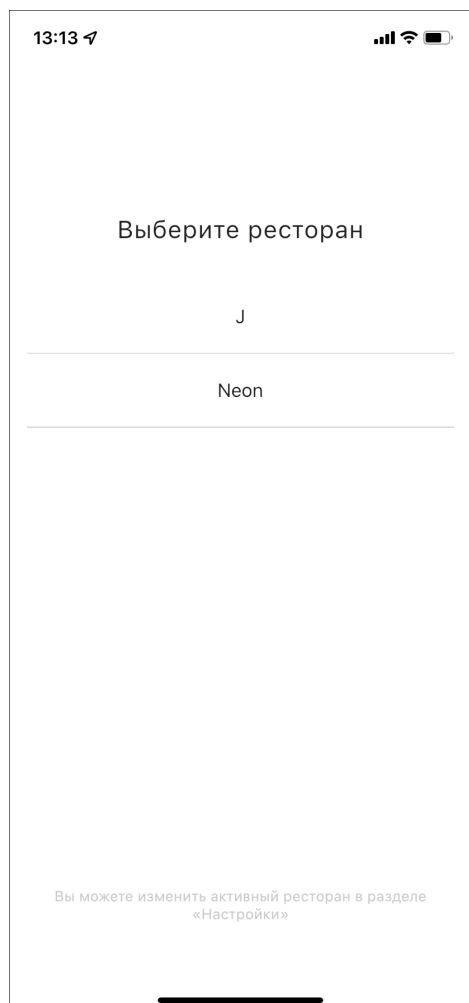 13:13
Выберите ресторан
J
Neon
Вы можете изменить активный ресторан в разделе
«Настройки»